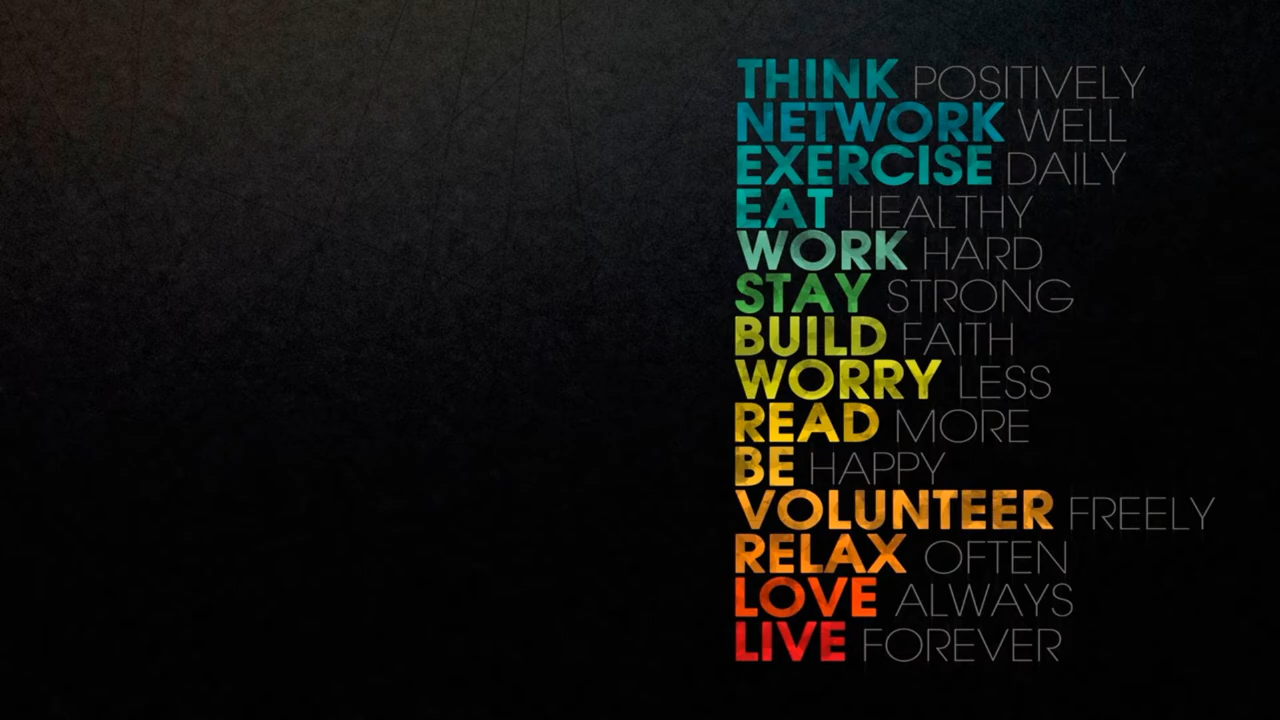 THINK POSITIVELY
NETWORK WELL
EXERCISE DAILY
EAT HEALTHY
WORK HARD
STAY STRONG
BUILD FAITH
WORRY LESS
READ MORE
BE HAPPY
VOLUNTEER FREELY
RELAX OFTEN
LOVE ALWAYS
LIVE FOREVER